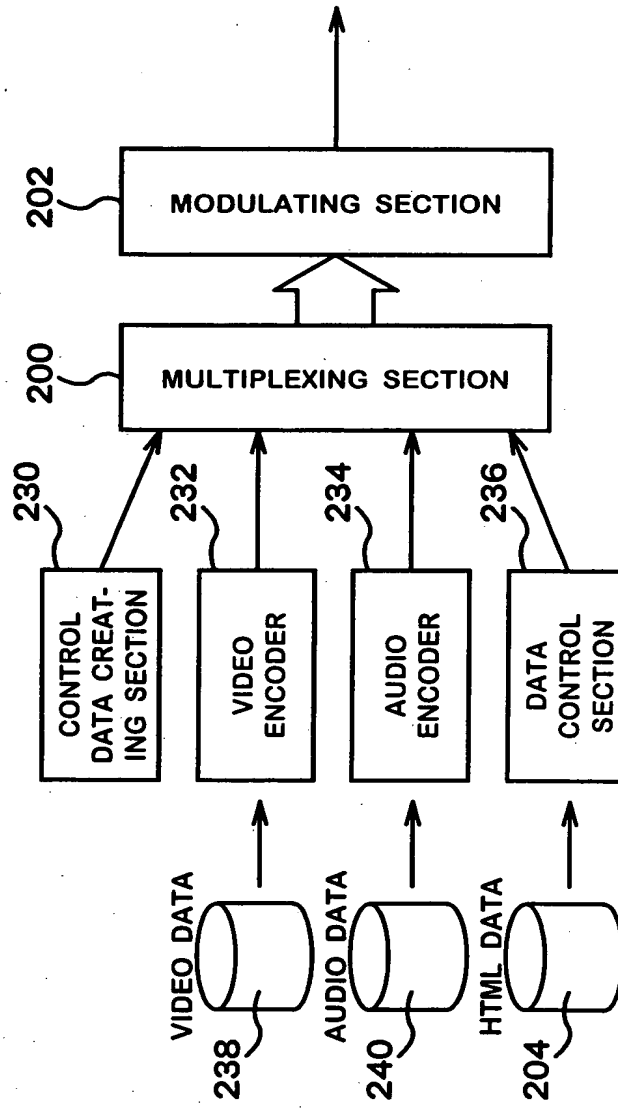 VIDEO DATA
238
AUDIO DATA
240
HTML DATA
204
230
CONTROL
DATA CREAT-
ING SECTION
232
VIDEO
ENCODER
234
AUDIO
ENCODER
236
DATA
CONTROL
SECTION
200
MULTIPLEXING SECTION
202
MODULATING SECTION